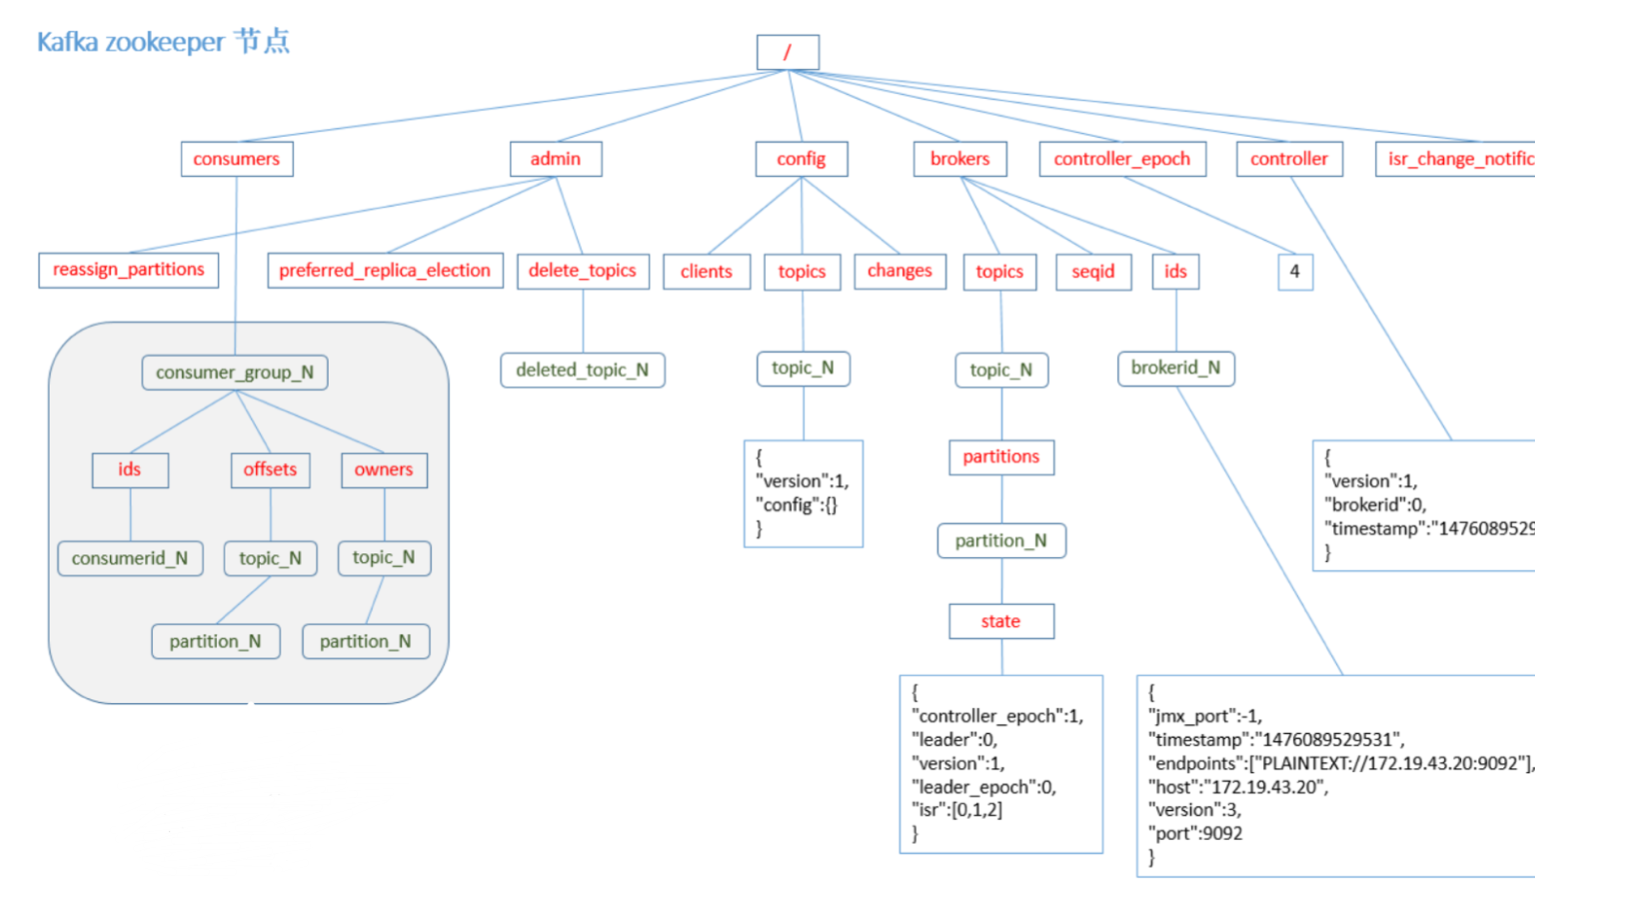 Kafka zookeeper 节点
/
consumers
admin
config
brokers
controller_epoch
controller
isr_change_notific
reassign_partitions
preferred_replica_election
delete_topics
clients
topics
changes
topics
seqid
ids
4
consumer_group_N
deleted_topic_N
topic_N
topic_N
brokerid_N
ids
offsets
owners
consumerid_N
topic_N
topic_N
partition_N
partition_N
{
"version":1,
"config":{}
}
partitions
partition_N
state
{
"version":1,
"brokerid":0,
"timestamp":"1476089529
}
{
"controller_epoch":1,
"leader":0,
"version":1,
"leader_epoch":0,
"isr":[0,1,2]
}
{
"jmx_port":-1,
"timestamp":"1476089529531",
"endpoints":["PLAINTEXT://172.19.43.20:9092"],
"host":"172.19.43.20",
"version":3,
"port":9092
}